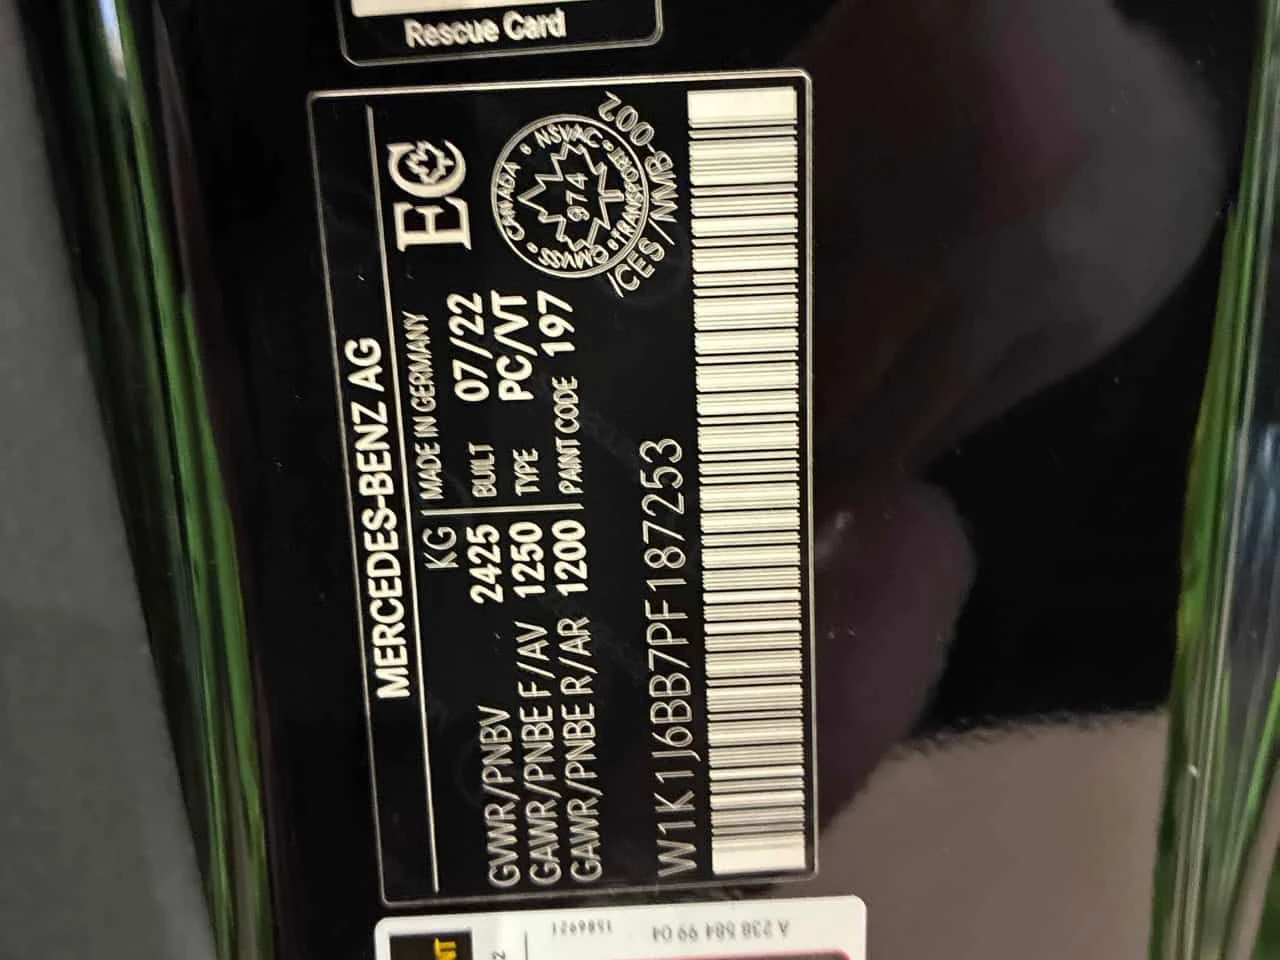 Rescue Card
MERCEDES-BENZ AG
KG
GVWR/PNBV 2425
GAWR/PNBE F/AV 1250
GAWR/PNBE R/AR 1200
MADE IN GERMANY
BUILT 07/22
TYPE PC/VT
PAINT CODE 197
EC
CANADA • NSVAC • TRANSPORT • CMVSS •
974
ICES/NMB-002
W1K1J6BB7PF187253
A 238 584 99 04
1586921